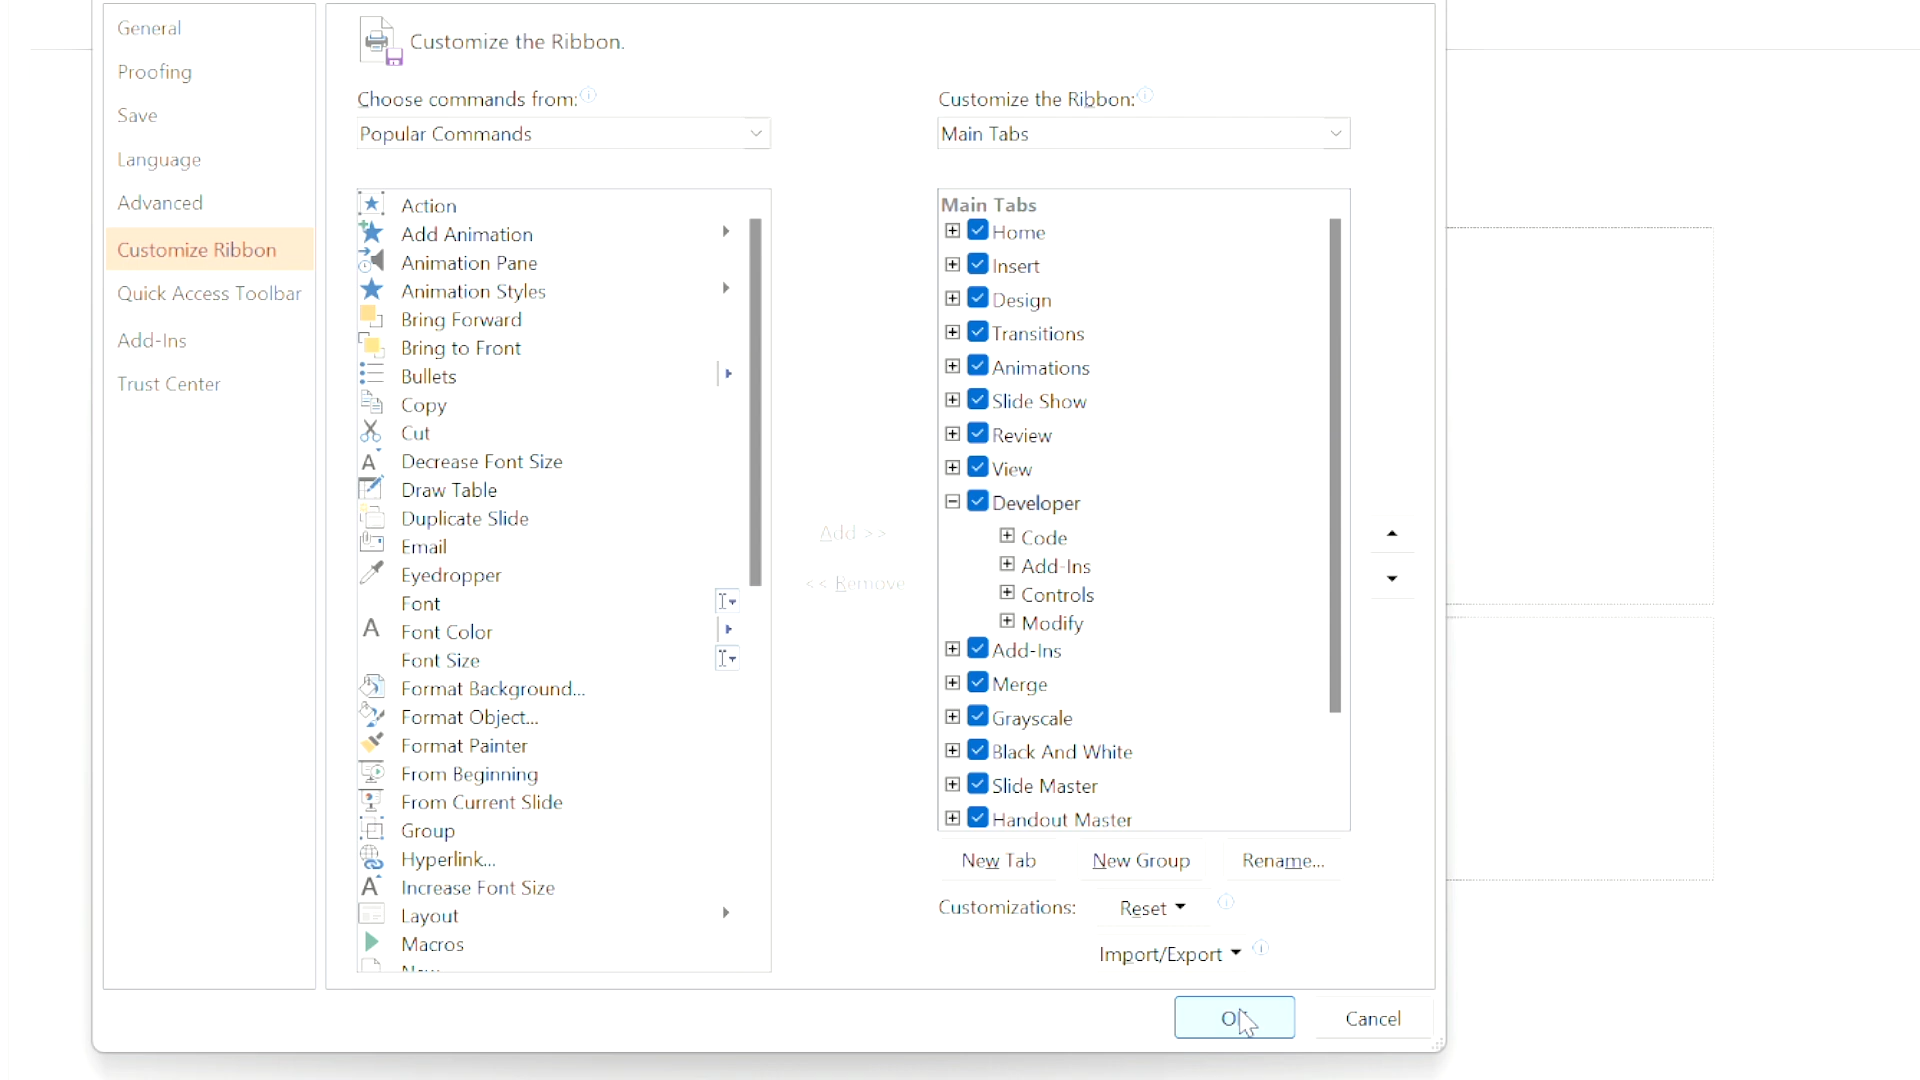 General
Proofing
Save
Language
Advanced
Customize Ribbon
Quick Access Toolbar
Add-Ins
Trust Center
Customize the Ribbon.
Choose commands from:
Popular Commands
Action
Add Animation
Animation Pane
Animation Styles
Bring Forward
Bring to Front
Bullets
Copy
Cut
Decrease Font Size
Draw Table
Duplicate Slide
Email
Eyedropper
Font
Font Color
Font Size
Format Background...
Format Object...
Format Painter
From Beginning
From Current Slide
Group
Hyperlink...
Increase Font Size
Layout
Macros
Add >>
<< Remove
Customize the Ribbon:
Main Tabs
Main Tabs
Home
Insert
Design
Transitions
Animations
Slide Show
Review
View
Developer
Code
Add-Ins
Controls
Modify
Add-Ins
Merge
Grayscale
Black And White
Slide Master
Handout Master
New Tab New Group Rename...
Customizations: Reset
Import/Export
Cancel